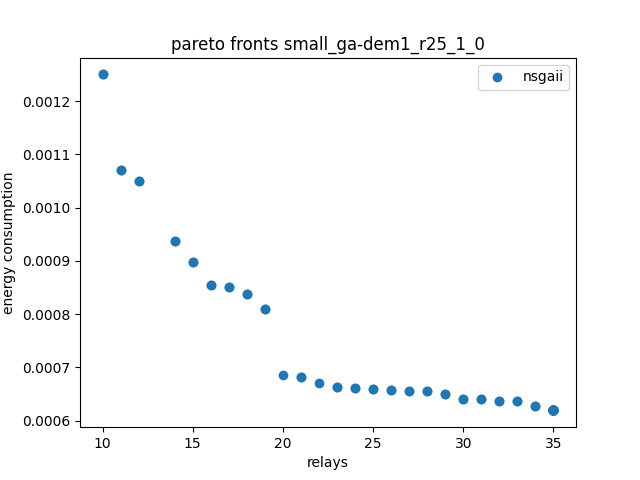 pareto fronts small_ga-dem1_r25_1_0
nsgaii
0.0012
0.0011
0.0010
0.0009
0.0008
0.0007
0.0006
energy consumption
10 15 20 25 30 35
relays